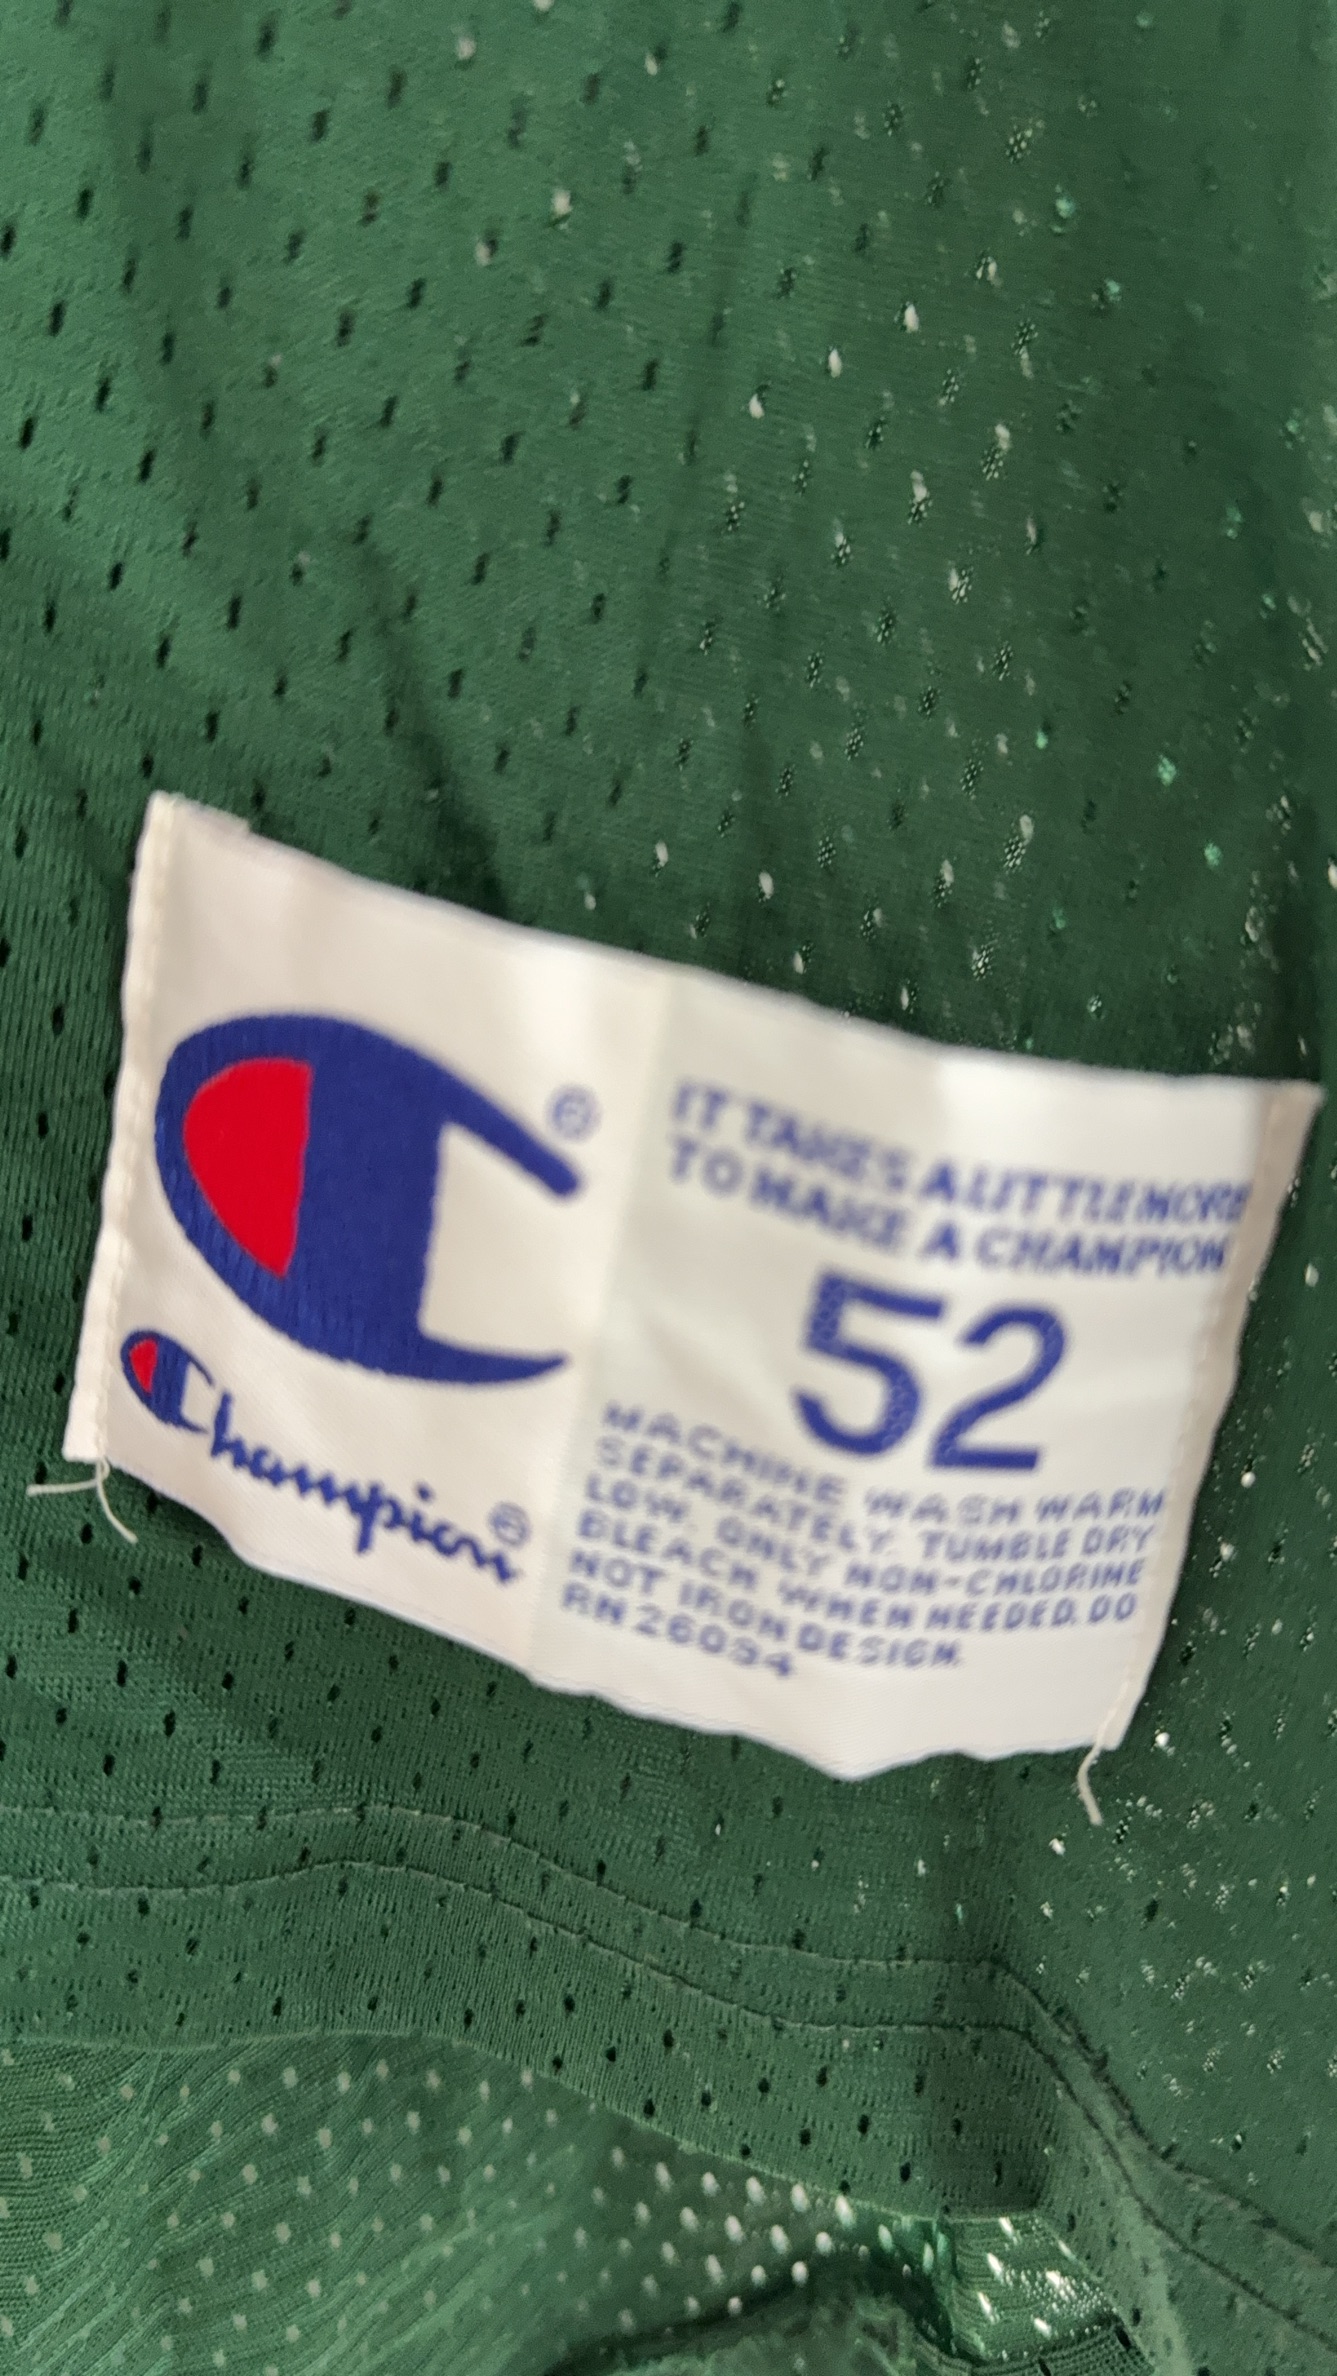 Champion®
IT TAKES A LITTLE MORE
TO MAKE A CHAMPION
52
MACHINE WASH WARM
SEPARATELY. TUMBLE DRY
LOW. ONLY NON-CHLORINE
BLEACH WHEN NEEDED. DO
NOT IRON DESIGN.
RN 26094